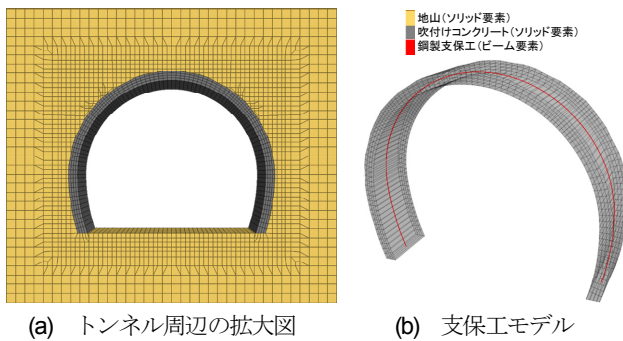 地山(ソリッド要素)
吹付けコンクリート(ソリッド要素)
鋼製支保工(ビーム要素)
(a) トンネル周辺の拡大図
(b) 支保工モデル